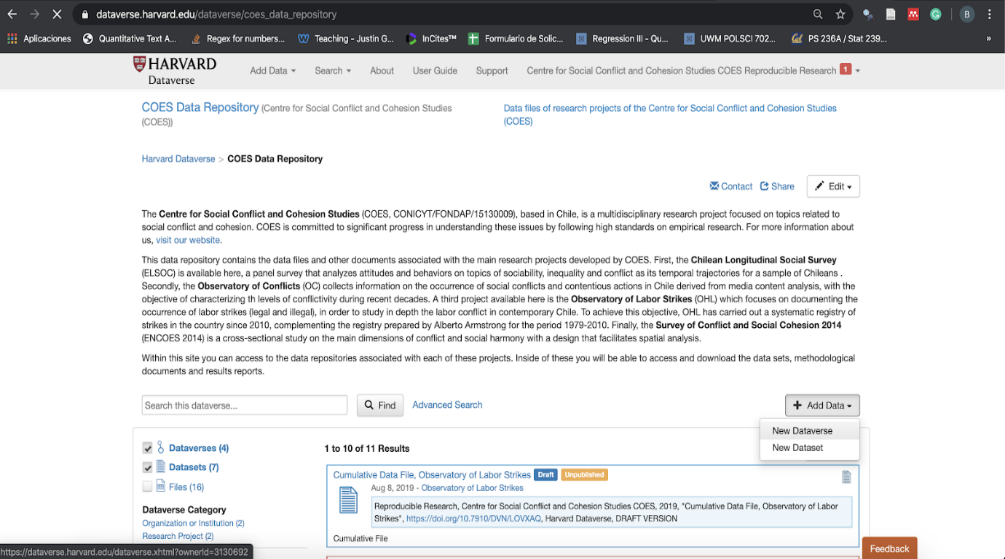 dataverse.harvard.edu/dataverse/coes_data_repository
B
Aplicaciones Quantitative Text A... Regex for numbers... Teaching - Justin G... InCites™ Formulario de Solic... Regression III - Qu... UWM POLSCI 702... PS 236A / Stat 239... »
HARVARD
Dataverse
Add Data Search About User Guide Support Centre for Social Conflict and Cohesion Studies COES Reproducible Research 1
COES Data Repository (Centre for Social Conflict and Cohesion Studies
(COES))
Data files of research projects of the Centre for Social Conflict and Cohesion Studies
(COES)
Harvard Dataverse > COES Data Repository
Contact Share Edit
The Centre for Social Conflict and Cohesion Studies (COES, CONICYT/FONDAP/15130009), based in Chile, is a multidisciplinary research project focused on topics related to
social conflict and cohesion. COES is committed to significant progress in understanding these issues by following high standards on empirical research. For more information about
us, visit our website.
This data repository contains the data files and other documents associated with the main research projects developed by COES. First, the Chilean Longitudinal Social Survey
(ELSOC) is available here, a panel survey that analyzes attitudes and behaviors on topics of sociability, inequality and conflict as its temporal trajectories for a sample of Chileans .
Secondly, the Observatory of Conflicts (OC) collects information on the occurrence of social conflicts and contentious actions in Chile derived from media content analysis, with the
objective of characterizing th levels of conflictivity during recent decades. A third project available here is the Observatory of Labor Strikes (OHL) which focuses on documenting the
occurrence of labor strikes (legal and illegal), in order to study in depth the labor conflict in contemporary Chile. To achieve this objective, OHL has carried out a systematic registry of
strikes in the country since 2010, complementing the registry prepared by Alberto Armstrong for the period 1979-2010. Finally, the Survey of Conflict and Social Cohesion 2014
(ENCOES 2014) is a cross-sectional study on the main dimensions of conflict and social harmony with a design that facilitates spatial analysis.
Within this site you can access to the data repositories associated with each of these projects. Inside of these you will be able to access and download the data sets, methodological
documents and results reports.
Search this dataverse... Find Advanced Search + Add Data
New Dataverse
New Dataset
Dataverses (4)
Datasets (7)
Files (16)
Dataverse Category
Organization or Institution (2)
Research Project (2)
1 to 10 of 11 Results
Cumulative Data File, Observatory of Labor Strikes Draft Unpublished
Aug 8, 2019 - Observatory of Labor Strikes
Reproducible Research, Centre for Social Conflict and Cohesion Studies COES, 2019, "Cumulative Data File, Observatory of Labor
Strikes", https://doi.org/10.7910/DVN/LOVXAQ, Harvard Dataverse, DRAFT VERSION
Cumulative File
https://dataverse.harvard.edu/dataverse.xhtml?ownerId=3130692
Feedback